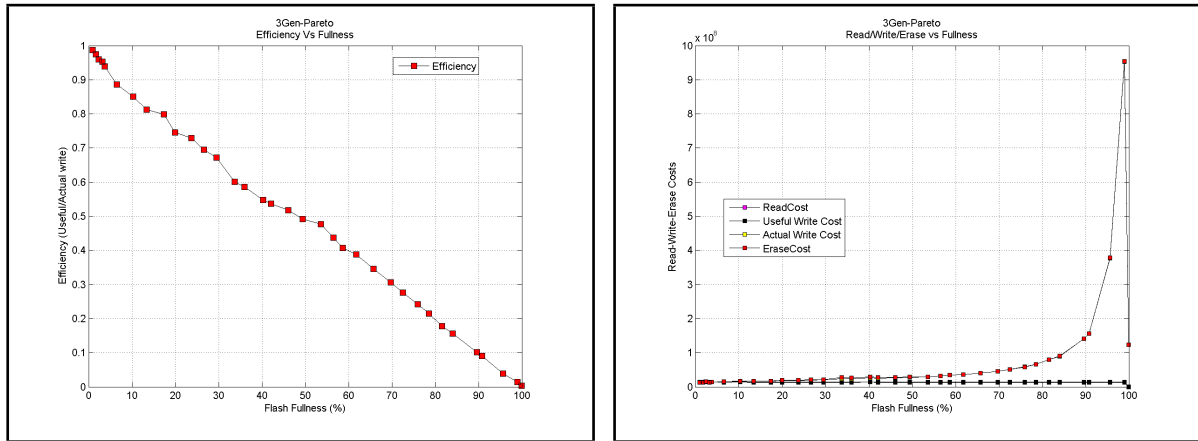 3Gen-Pareto
Efficiency Vs Fullness
Efficiency (Useful/Actual write)
1
0.9
0.8
0.7
0.6
0.5
0.4
0.3
0.2
0.1
0
Efficiency
0 10 20 30 40 50 60 70 80 90 100
Flash Fullness (%)
3Gen-Pareto
Read/Write/Erase vs Fullness
x 10^8
Read-Write-Erase Costs
10
9
8
7
6
5
4
3
2
1
0
ReadCost
Useful Write Cost
Actual Write Cost
EraseCost
0 10 20 30 40 50 60 70 80 90 100
Flash Fullness (%)